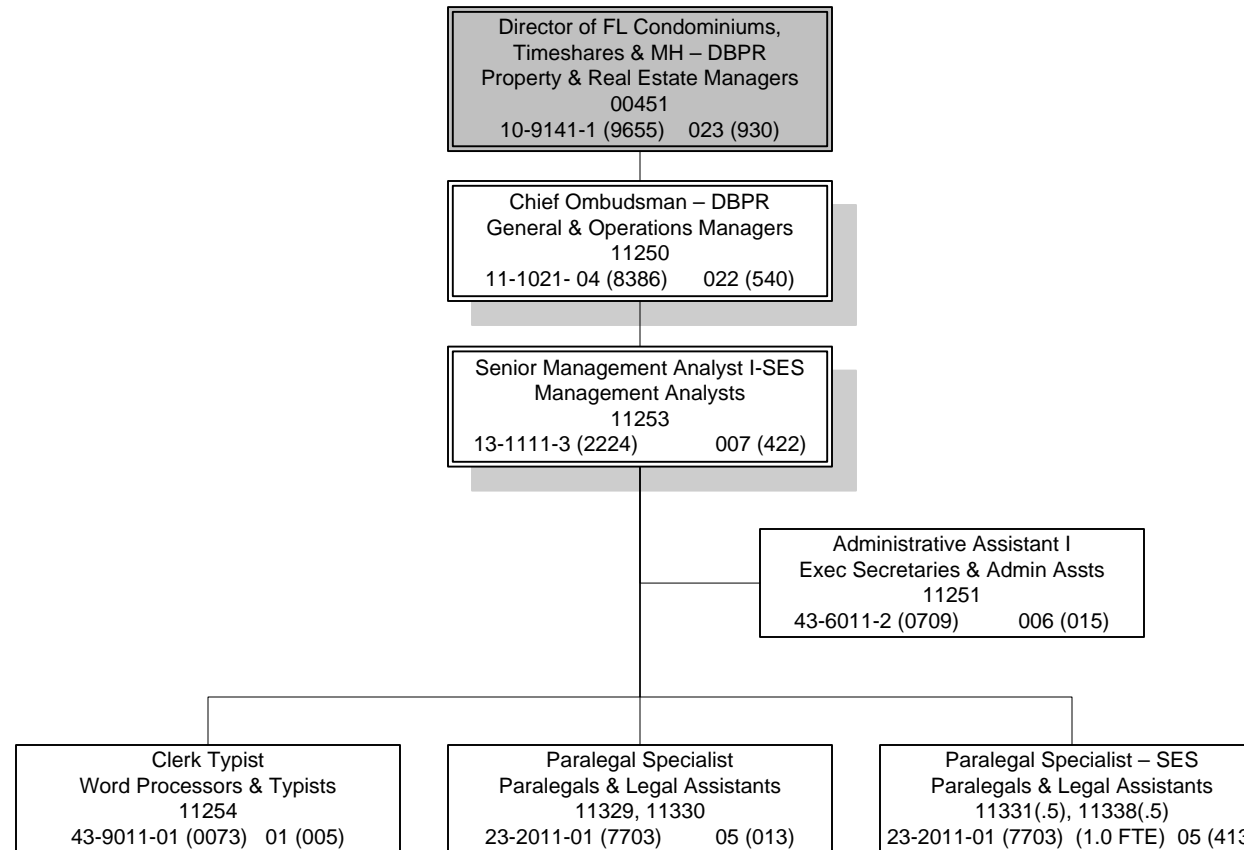 Director of FL Condominiums,
Timeshares & MH – DBPR
Property & Real Estate Managers
00451
10-9141-1 (9655) 023 (930)
Chief Ombudsman – DBPR
General & Operations Managers
11250
11-1021- 04 (8386) 022 (540)
Senior Management Analyst I-SES
Management Analysts
11253
13-1111-3 (2224) 007 (422)
Administrative Assistant I
Exec Secretaries & Admin Assts
11251
43-6011-2 (0709) 006 (015)
Clerk Typist
Word Processors & Typists
11254
43-9011-01 (0073) 01 (005)
Paralegal Specialist
Paralegals & Legal Assistants
11329, 11330
23-2011-01 (7703) 05 (013)
Paralegal Specialist – SES
Paralegals & Legal Assistants
11331(.5), 11338(.5)
23-2011-01 (7703) (1.0 FTE) 05 (413